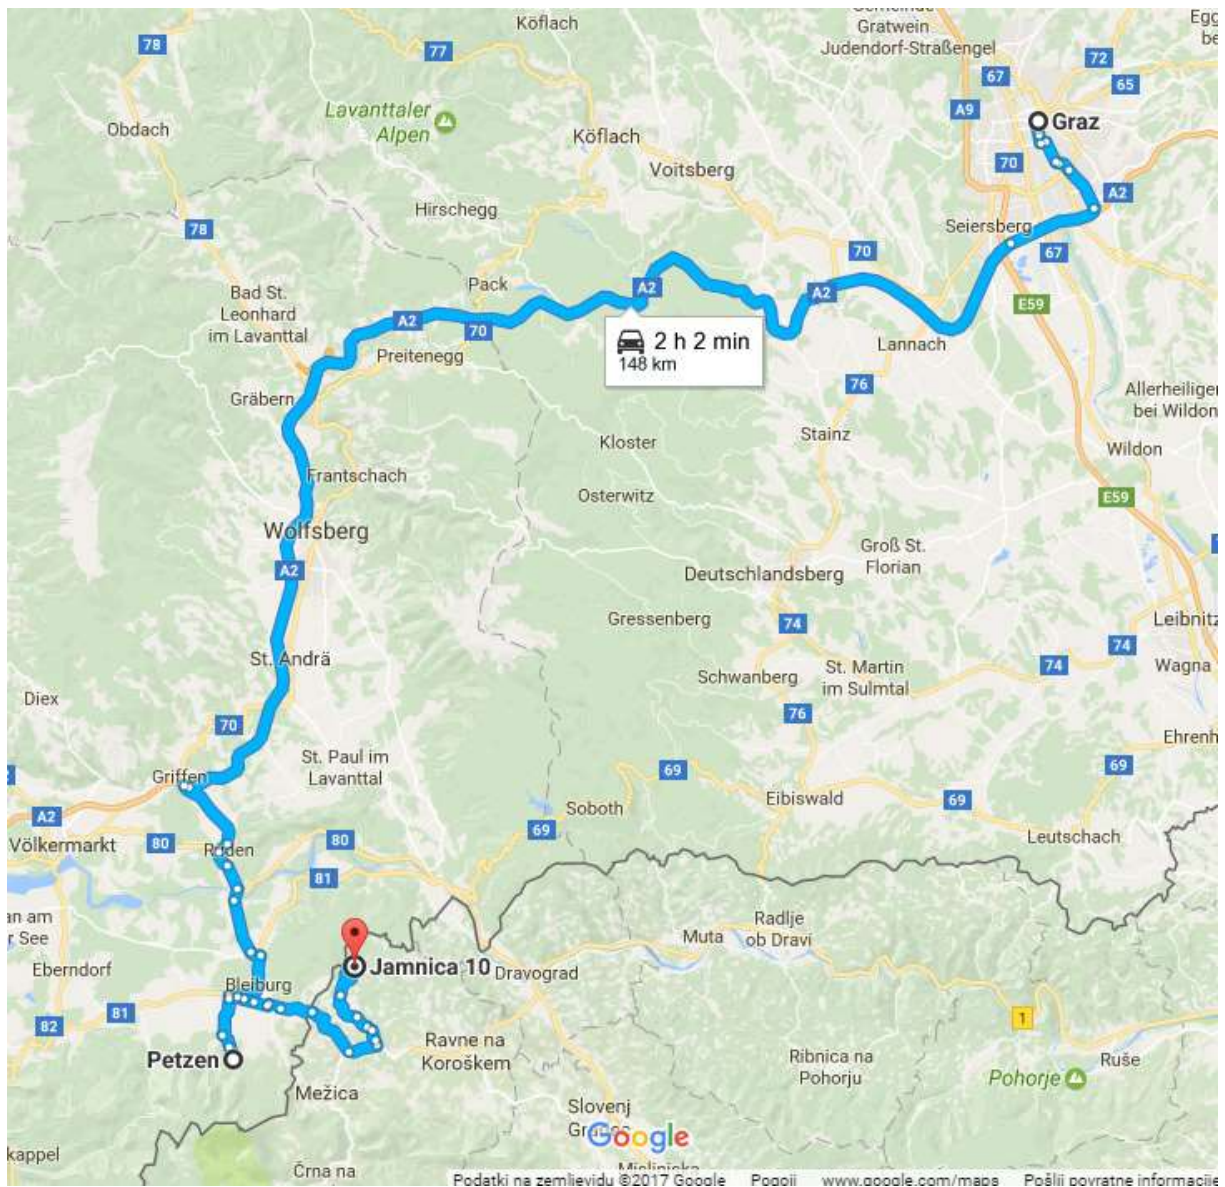 Köflach
Gratwein
Judendorf-Straßengel
78
77
67
72
65
A9
Obdach
Lavanttaler
Alpen
Köflach
Graz
Voitsberg
70
A2
Hirschegg
78
Seiersberg
70
67
Pack
A2
A2
Bad St.
Leonhard
im Lavanttal
E59
A2
70
2 h 2 min
148 km
Preitenegg
Lannach
76
Gräbern
Allerheiligen
bei Wildon
Stainz
Kloster
Wildon
Frantschach
Osterwitz
E59
Wolfsberg
Groß St.
Florian
A2
Deutschlandsberg
Gressenberg
74
Leibnitz
74
St. Andrä
Schwanberg
St. Martin
im Sulmtal
74
Wagna
Diex
70
76
Ehrenh
St. Paul im
Lavanttal
Griffen
69
69
Eibiswald
69
Soboth
A2
69
Leutschach
Völkermarkt
80
Ruden
80
81
an am
r See
Radlje
ob Dravi
Muta
Eberndorf
Jamnica 10
Dravograd
Bleiburg
81
82
1
Petzen
Ravne na
Koroškem
Ribnica na
Pohorju
Ruše
Pohorje
Mežica
Slovenj
Google
kappel
Črna na
Mislinjska
Podatki na zemljevidu ©2017 Google Pogoji www.google.com/maps Pošlji povratne informacije